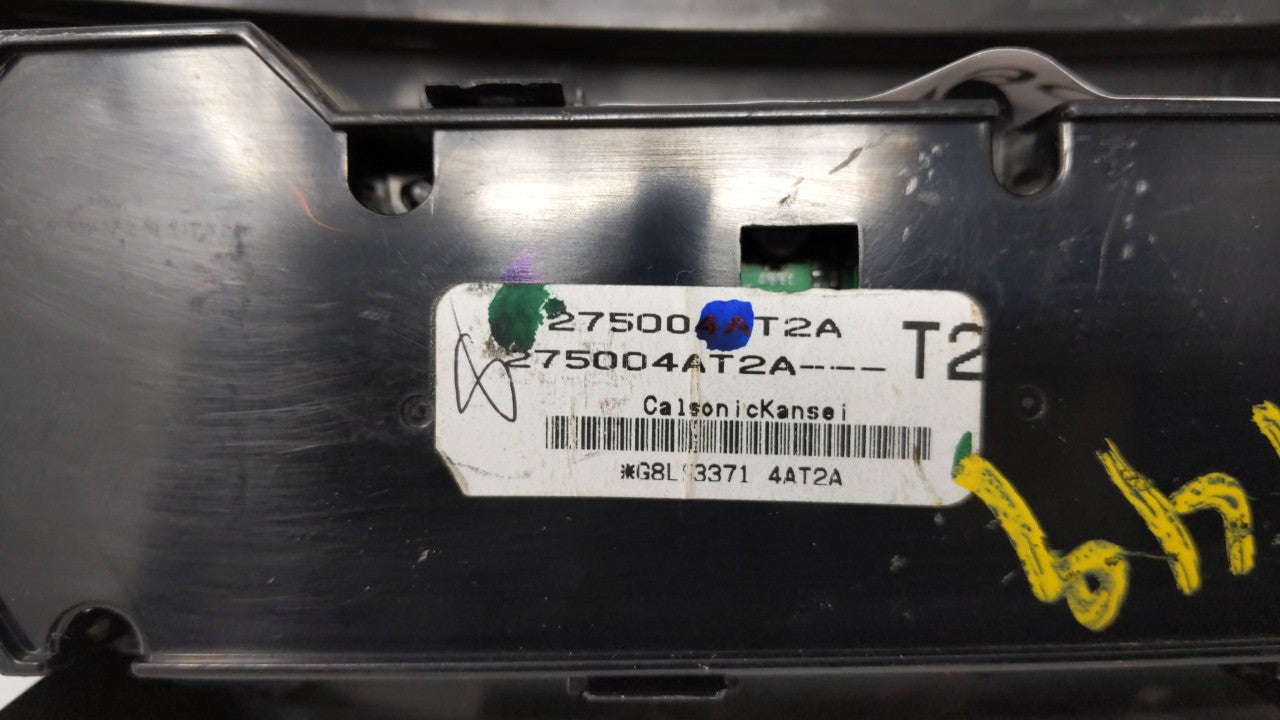 275004AT2A
275004AT2A----
T2
CalsonicKansei
4AT2A